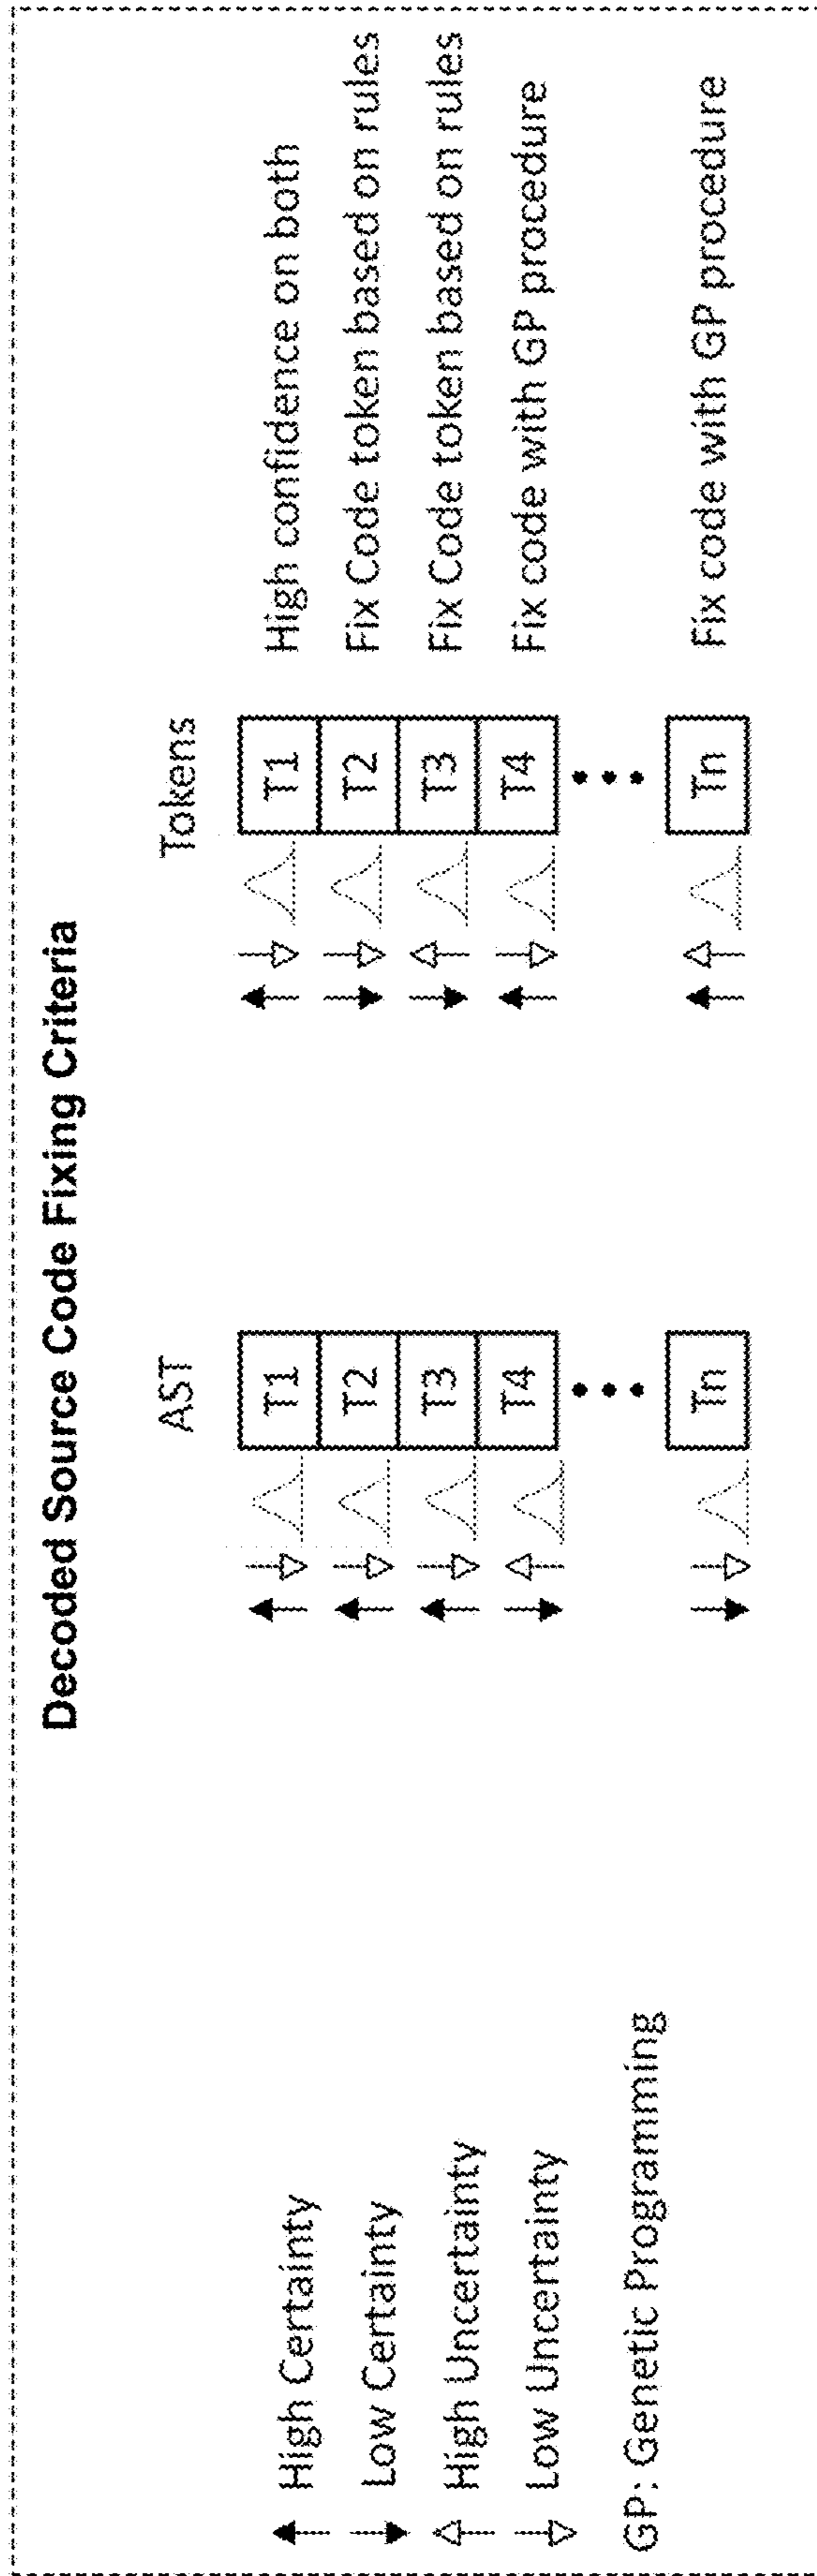 Decoded Source Code Fixing Criteria
High Certainty
Low Certainty
High Uncertainty
Low Uncertainty
GP: Genetic Programming
AST
T1
T2
T3
T4
Tn
Tokens
T1
T2
T3
T4
Tn
High confidence on both
Fix Code token based on rules
Fix Code token based on rules
Fix code with GP procedure
Fix code with GP procedure